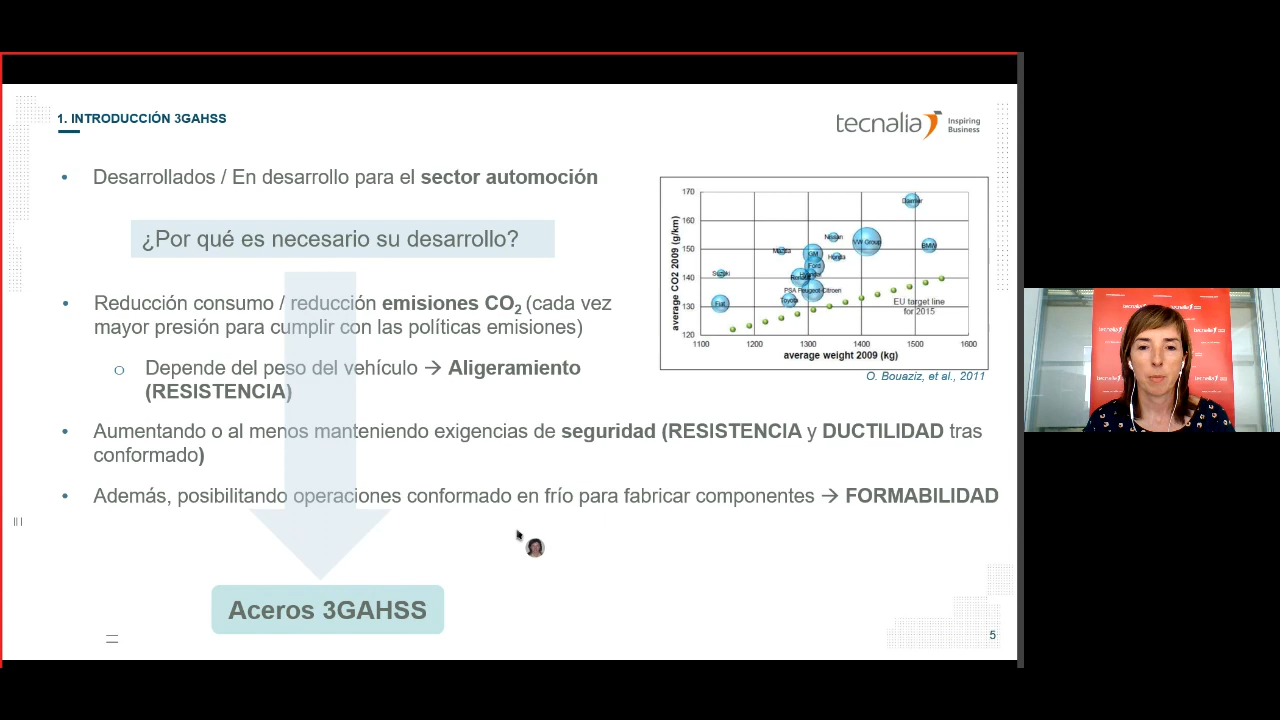 1. INTRODUCCIÓN 3GAHSS
tecnalia Inspiring
Business
• Desarrollados / En desarrollo para el sector automoción
¿Por qué es necesario su desarrollo?
• Reducción consumo / reducción emisiones CO2 (cada vez
mayor presión para cumplir con las políticas emisiones)
o Depende del peso del vehículo → Aligeramiento
(RESISTENCIA)
average CO2 2009 (g/km)
170
160
150
140
130
120
Daimler
Nissan
VW Group
BMW
Mazda
GM
Honda
Ford
Suzuki
Renault
PSA Peugeot-Citroen
Toyota
Fiat
EU target line
for 2015
1100 1200 1300 1400 1500 1600
average weight 2009 (kg)
O. Bouaziz, et al., 2011
• Aumentando o al menos manteniendo exigencias de seguridad (RESISTENCIA y DUCTILIDAD tras
conformado)
• Además, posibilitando operaciones conformado en frío para fabricar componentes → FORMABILIDAD
Aceros 3GAHSS
5
tecnalia
tecnalia